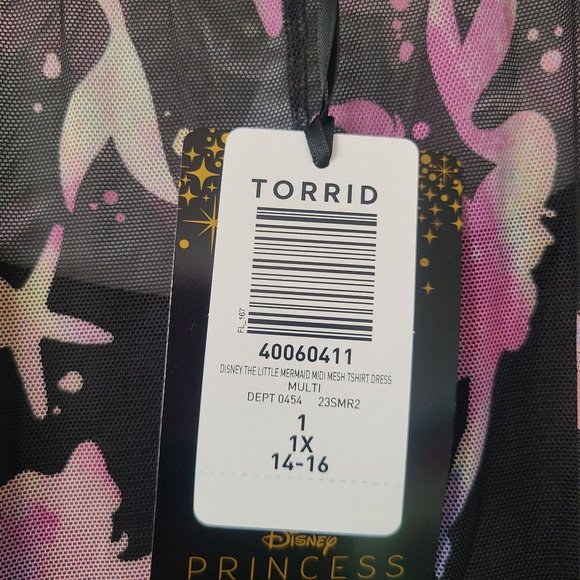 TORRID
FL_167
40060411
DISNEY THE LITTLE MERMAID MIDI MESH TSHIRT DRESS
MULTI
DEPT 0454 23SMR2
1
1X
14-16
Disney
PRINCESS